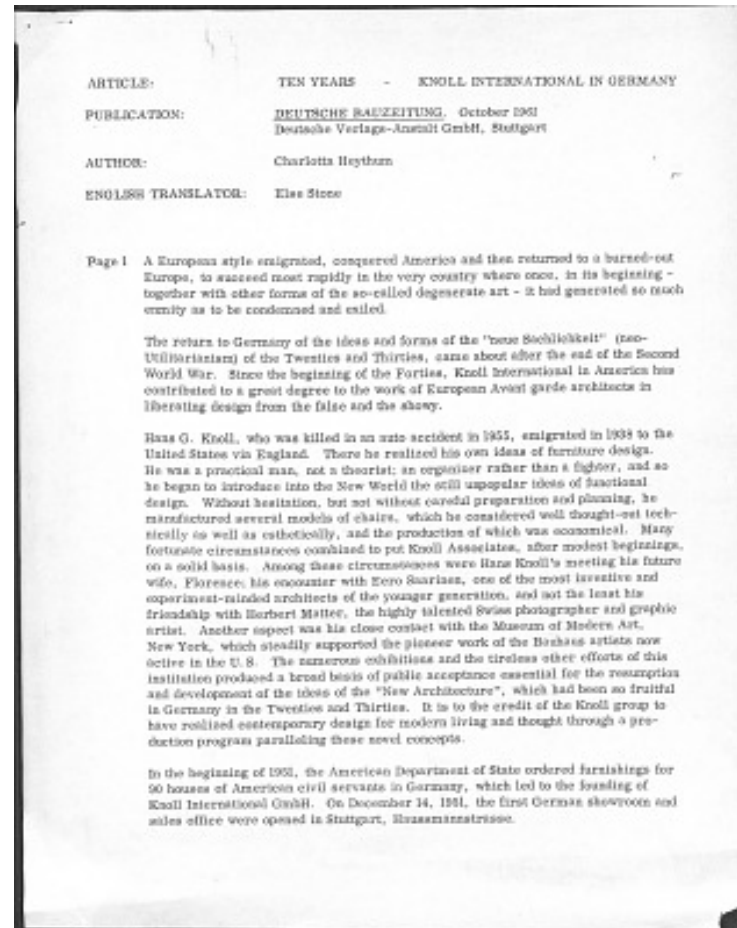 ARTICLE: TEN YEARS - KNOLL INTERNATIONAL IN GERMANY
PUBLICATION: DEUTSCHE BAUZEITUNG, October 1961
Deutsche Verlags-Anstalt GmbH, Stuttgart
AUTHOR: Charlotta Heythum
ENGLISH TRANSLATOR: Else Stone
Page 1 A European style emigrated, conquered America and then returned to a burned-out
Europe, to succeed most rapidly in the very country where once, in its beginning -
together with other forms of the so-called degenerate art - it had generated so much
enmity as to be condemned and exiled.
The return to Germany of the ideas and forms of the "neue Sachlichkeit" (neo-
Utilitarianism) of the Twenties and Thirties, came about after the end of the Second
World War. Since the beginning of the Forties, Knoll International in America has
contributed to a great degree to the work of European Avant garde architects in
liberating design from the false and the showy.
Hans G. Knoll, who was killed in an auto accident in 1955, emigrated in 1938 to the
United States via England. There he realized his own ideas of furniture design.
He was a practical man, not a theorist; an organizer rather than a fighter, and so
he began to introduce into the New World the still unpopular ideas of functional
design. Without hesitation, but not without careful preparation and planning, he
manufactured several models of chairs, which he considered well thought-out tech-
nically as well as esthetically, and the production of which was economical. Many
fortunate circumstances combined to put Knoll Associates, after modest beginnings,
on a solid basis. Among these circumstances were Hans Knoll's meeting his future
wife, Florence; his encounter with Eero Saarinen, one of the most inventive and
experiment-minded architects of the younger generation, and not the least his
friendship with Herbert Matter, the highly talented Swiss photographer and graphic
artist. Another aspect was his close contact with the Museum of Modern Art,
New York, which steadily supported the pioneer work of the Bauhaus artists now
active in the U. S. The numerous exhibitions and the tireless other efforts of this
institution produced a broad basis of public acceptance essential for the resumption
and development of the ideas of the "New Architecture", which had been so fruitful
in Germany in the Twenties and Thirties. It is to the credit of the Knoll group to
have realized contemporary design for modern living and thought through a pro-
duction program paralleling these novel concepts.
In the beginning of 1951, the American Department of State ordered furnishings for
90 houses of American civil servants in Germany, which led to the founding of
Knoll International GmbH. On December 14, 1951, the first German showroom and
sales office were opened in Stuttgart, Haussmannstrasse.